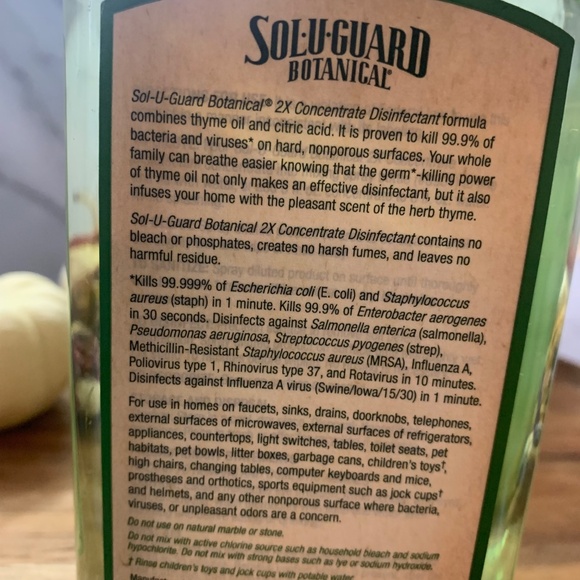 SOL·U·GUARD
BOTANICAL®
Sol-U-Guard Botanical® 2X Concentrate Disinfectant formula
combines thyme oil and citric acid. It is proven to kill 99.9% of
bacteria and viruses* on hard, nonporous surfaces. Your whole
family can breathe easier knowing that the germ*-killing power
of thyme oil not only makes an effective disinfectant, but it also
infuses your home with the pleasant scent of the herb thyme.
Sol-U-Guard Botanical 2X Concentrate Disinfectant contains no
bleach or phosphates, creates no harsh fumes, and leaves no
harmful residue.
*Kills 99.999% of Escherichia coli (E. coli) and Staphylococcus
aureus (staph) in 1 minute. Kills 99.9% of Enterobacter aerogenes
in 30 seconds. Disinfects against Salmonella enterica (salmonella),
Pseudomonas aeruginosa, Streptococcus pyogenes (strep),
Methicillin-Resistant Staphylococcus aureus (MRSA), Influenza A,
Poliovirus type 1, Rhinovirus type 37, and Rotavirus in 10 minutes.
Disinfects against Influenza A virus (Swine/Iowa/15/30) in 1 minute.
For use in homes on faucets, sinks, drains, doorknobs, telephones,
external surfaces of microwaves, external surfaces of refrigerators,
appliances, countertops, light switches, tables, toilet seats, pet
habitats, pet bowls, litter boxes, garbage cans, children's toys†,
high chairs, changing tables, computer keyboards and mice,
prostheses and orthotics, sports equipment such as jock cups†
and helmets, and any other nonporous surface where bacteria,
viruses, or unpleasant odors are a concern.
Do not use on natural marble or stone.
Do not mix with active chlorine source such as household bleach and sodium
hypochlorite. Do not mix with strong bases such as lye or sodium hydroxide.
† Rinse children's toys and jock cups with potable water